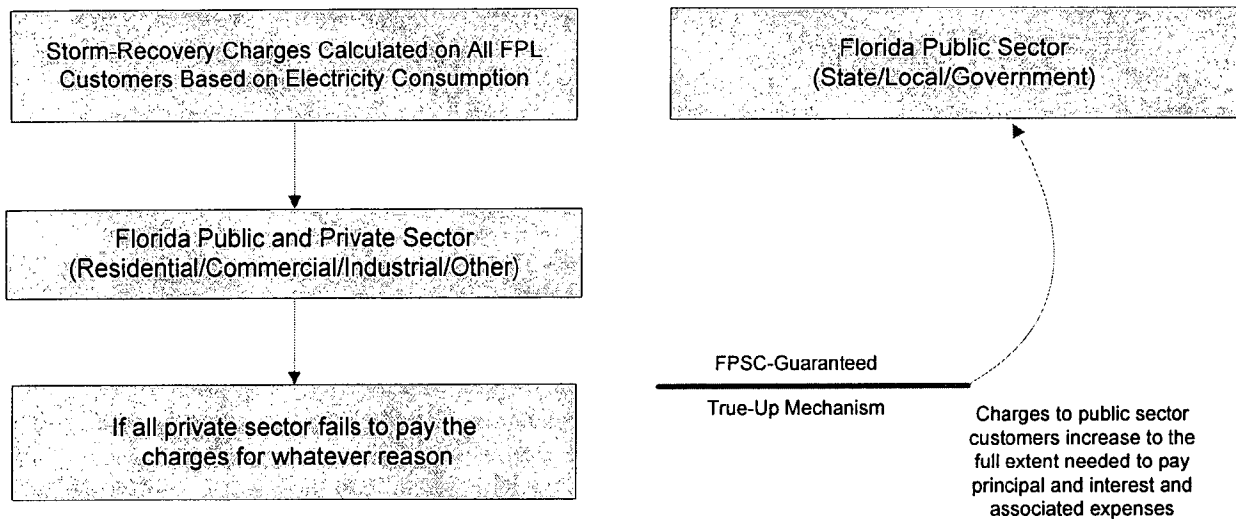 Storm-Recovery Charges Calculated on All FPL
Customers Based on Electricity Consumption
Florida Public and Private Sector
(Residential/Commercial/Industrial/Other)
If all private sector fails to pay the
charges for whatever reason
Florida Public Sector
(State/Local/Government)
FPSC-Guaranteed
True-Up Mechanism
Charges to public sector
customers increase to the
full extent needed to pay
principal and interest and
associated expenses